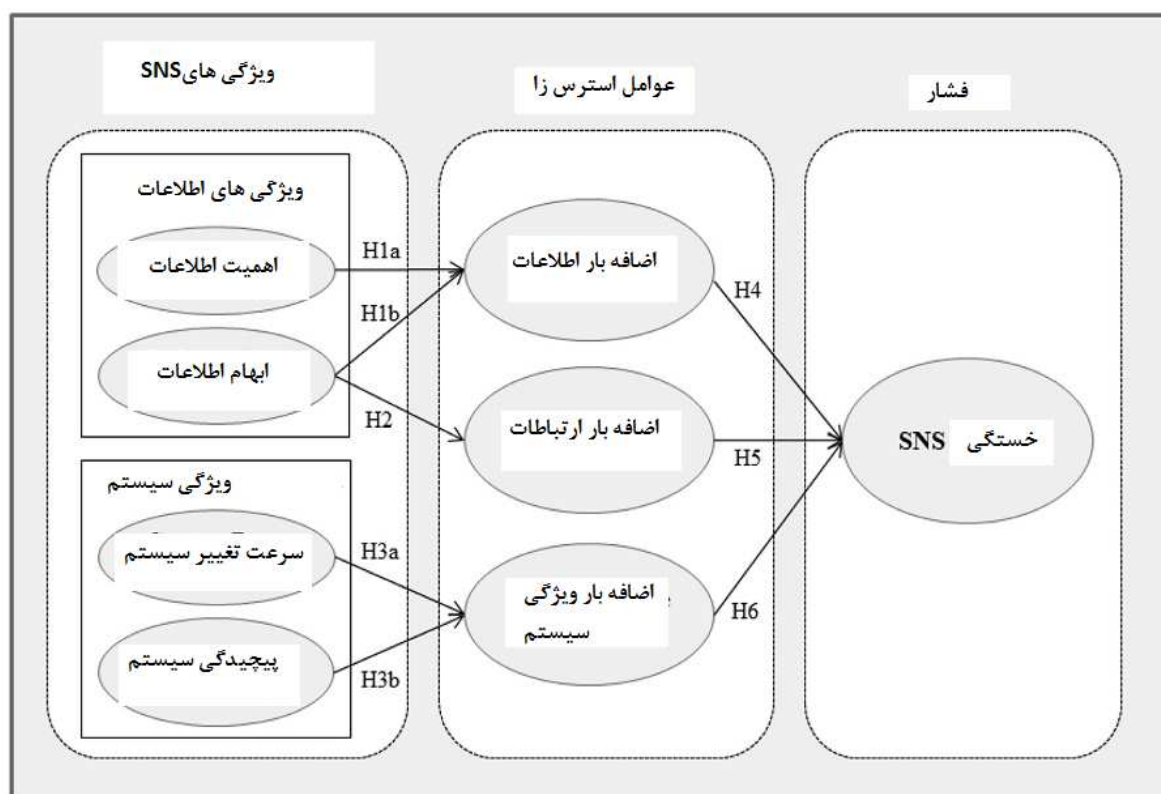 ویژگی های SNS
عوامل استرس زا
فشار
ویژگی های اطلاعات
اهمیت اطلاعات
ابهام اطلاعات
ویژگی سیستم
سرعت تغییر سیستم
پیچیدگی سیستم
H1a
H1b
H2
H3a
H3b
اضافه بار اطلاعات
اضافه بار ارتباطات
اضافه بار ویژگی
سیستم
H4
H5
H6
خستگی SNS